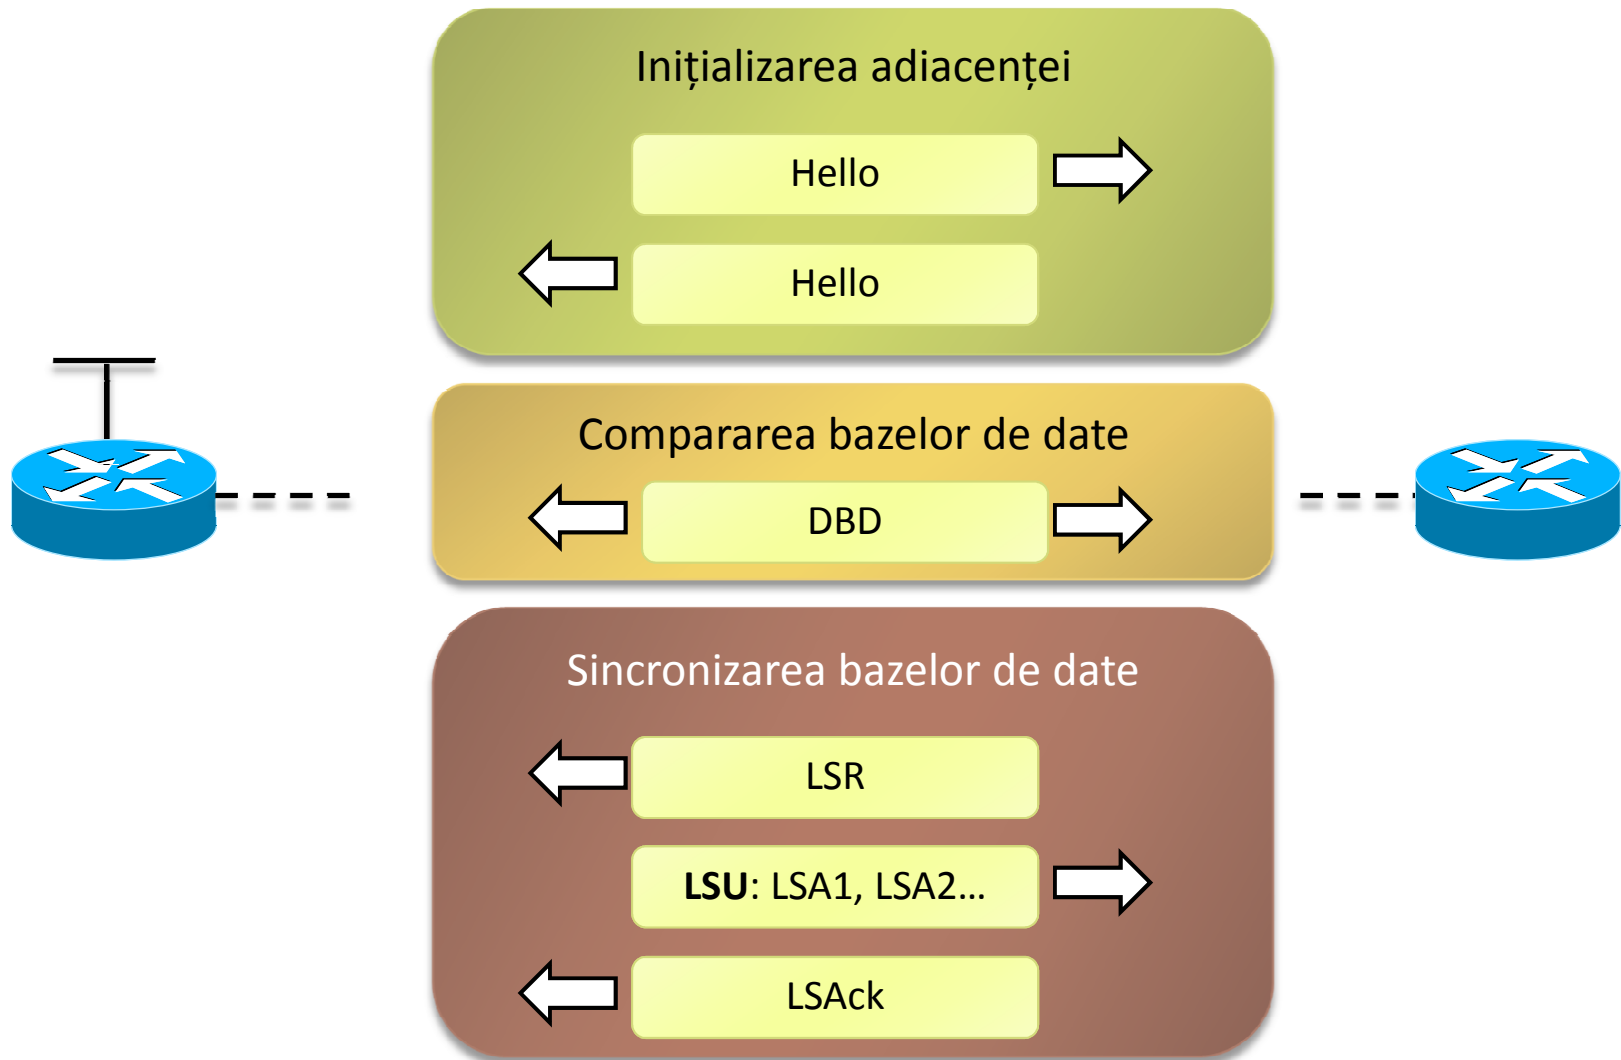 Inițializarea adiacenței
Hello
Hello
Compararea bazelor de date
DBD
Sincronizarea bazelor de date
LSR
LSU: LSA1, LSA2...
LSAck